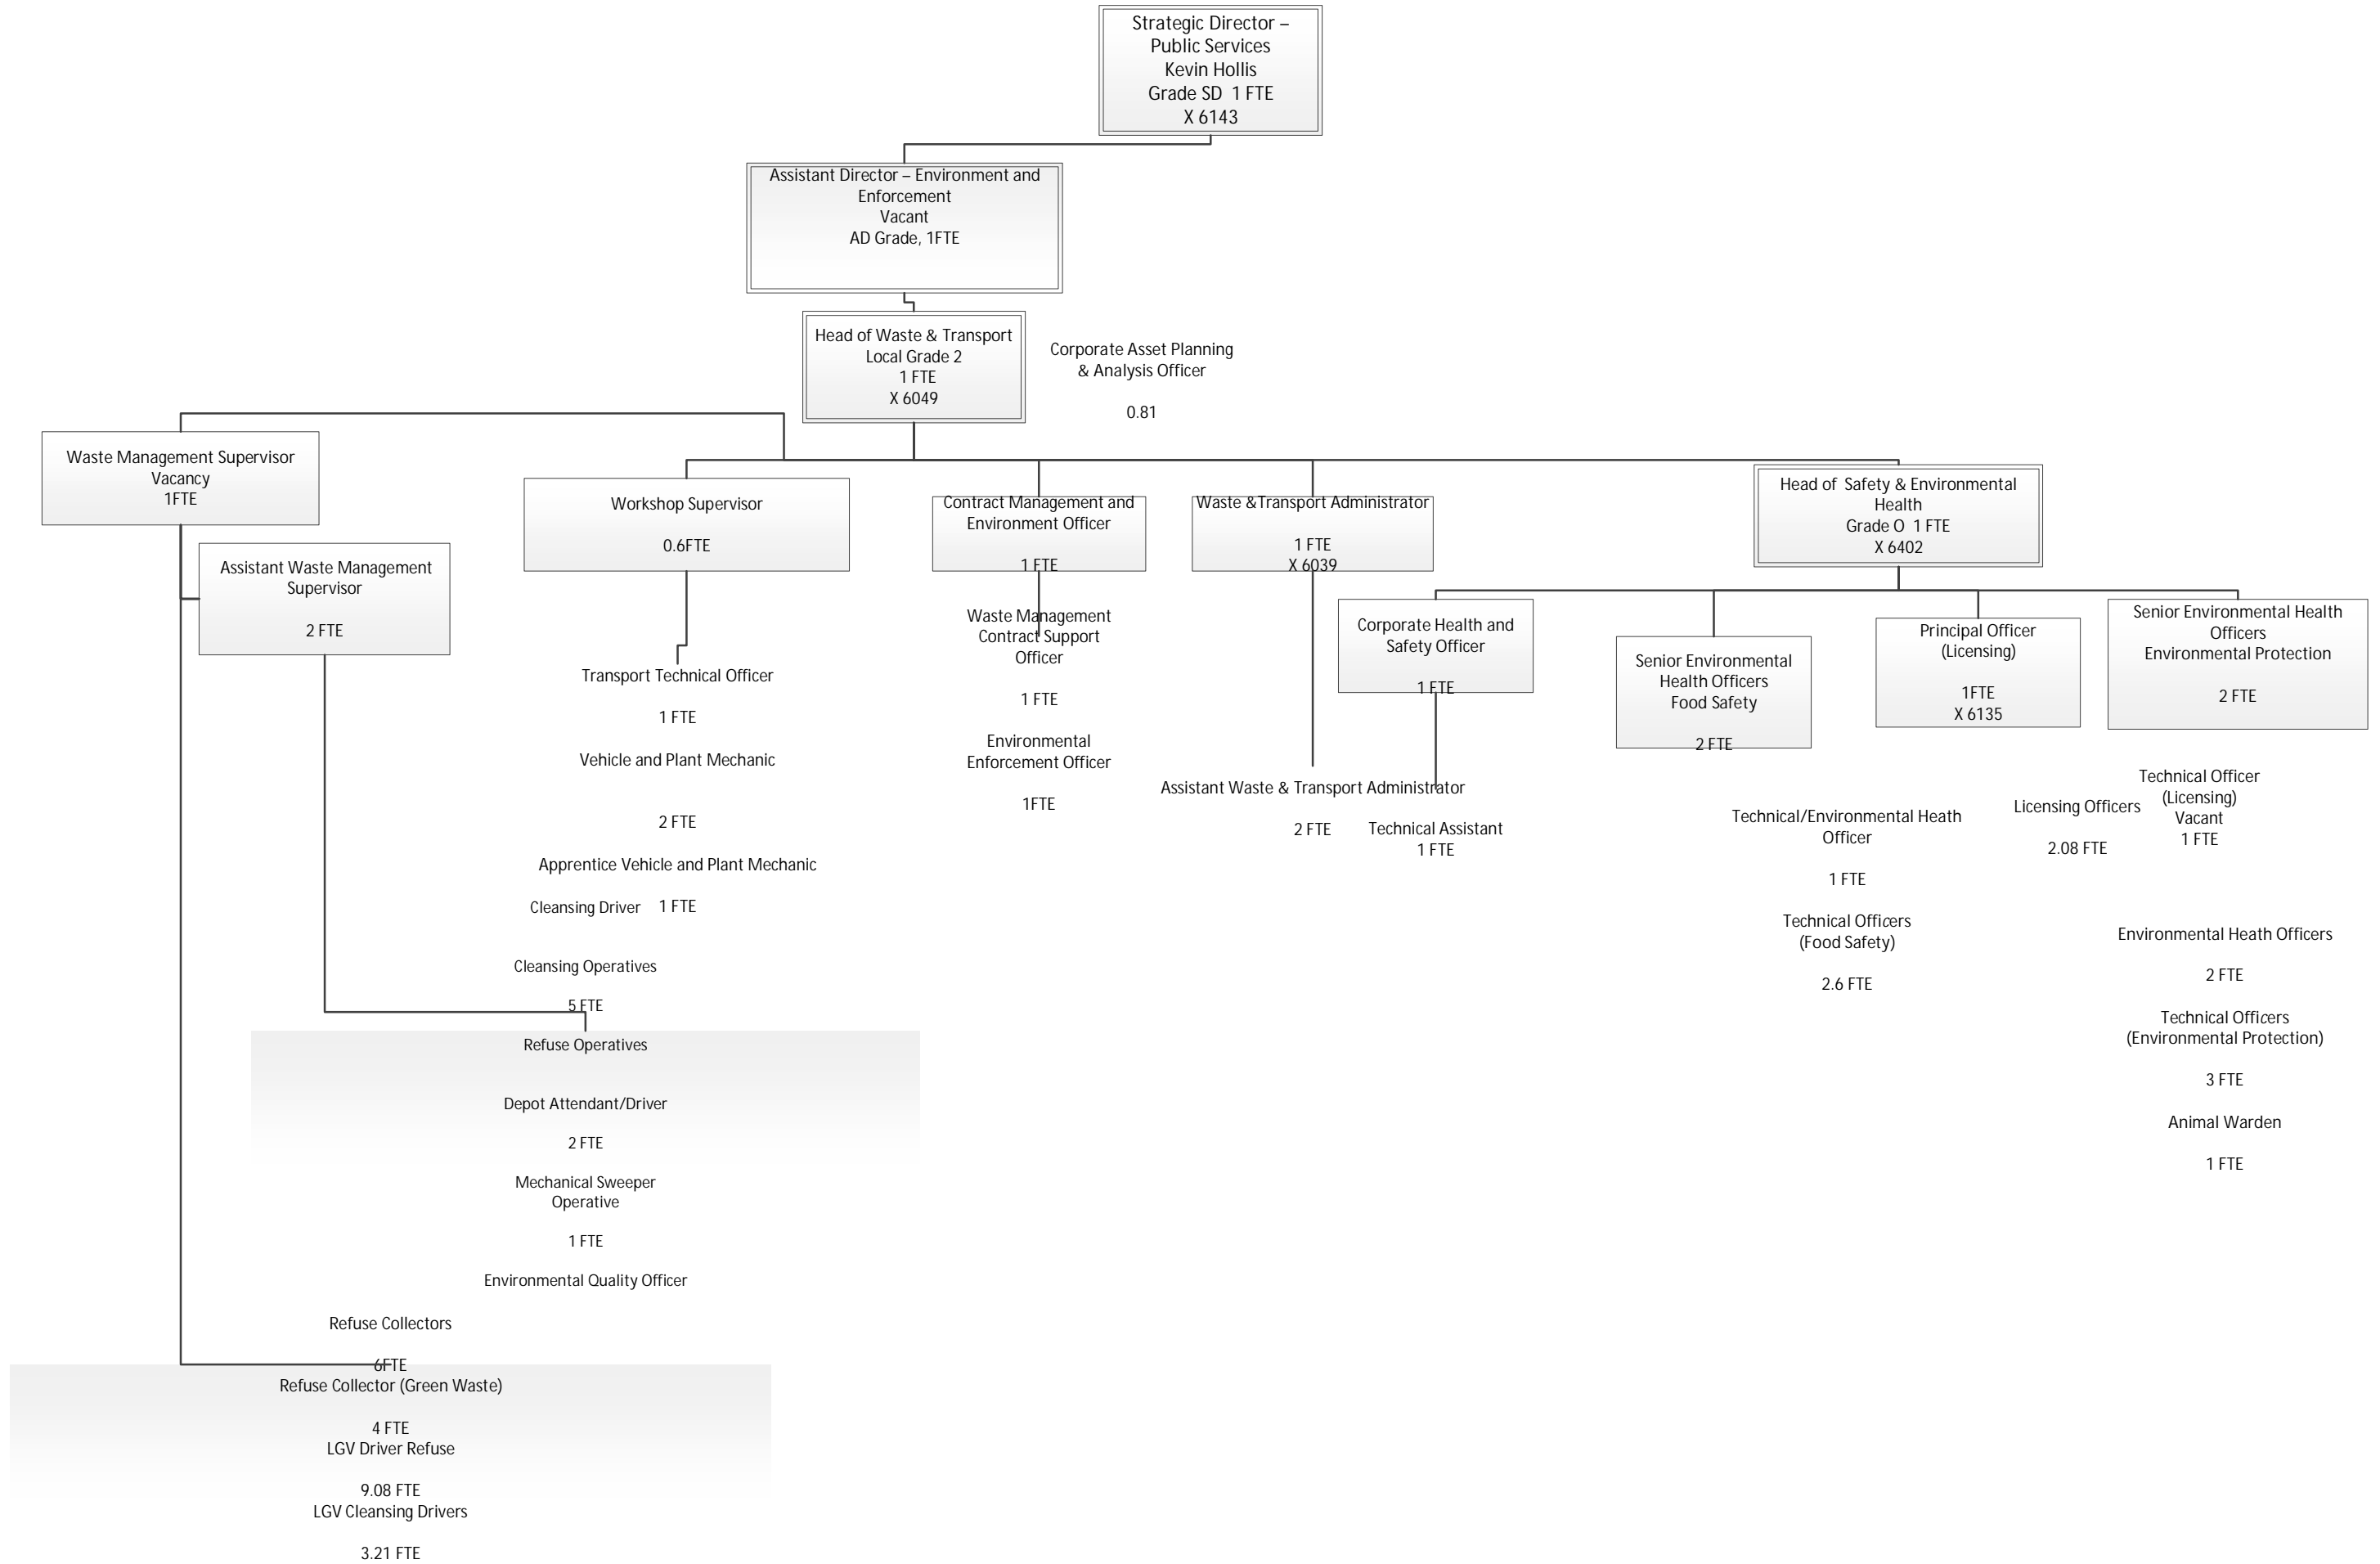 Strategic Director –
Public Services
Kevin Hollis
Grade SD 1 FTE
X 6143
Assistant Director – Environment and
Enforcement
Vacant
AD Grade, 1FTE
Head of Waste & Transport
Local Grade 2
1 FTE
X 6049
Corporate Asset Planning
& Analysis Officer
0.81
Waste Management Supervisor
Vacancy
1FTE
Assistant Waste Management
Supervisor
2 FTE
Workshop Supervisor
0.6FTE
Contract Management and
Environment Officer
1 FTE
Waste &Transport Administrator
1 FTE
X 6039
Head of Safety & Environmental
Health
Grade O 1 FTE
X 6402
Corporate Health and
Safety Officer
1 FTE
Senior Environmental
Health Officers
Food Safety
2 FTE
Principal Officer
(Licensing)
1FTE
X 6135
Senior Environmental Health
Officers
Environmental Protection
2 FTE
Transport Technical Officer
1 FTE
Vehicle and Plant Mechanic
2 FTE
Apprentice Vehicle and Plant Mechanic
1 FTE
Waste Management
Contract Support
Officer
1 FTE
Environmental
Enforcement Officer
1FTE
Assistant Waste & Transport Administrator
2 FTE
Technical Assistant
1 FTE
Technical/Environmental Heath
Officer
1 FTE
Technical Officers
(Food Safety)
2.6 FTE
Licensing Officers
2.08 FTE
Technical Officer
(Licensing)
Vacant
1 FTE
Environmental Heath Officers
2 FTE
Technical Officers
(Environmental Protection)
3 FTE
Animal Warden
1 FTE
Cleansing Driver
Cleansing Operatives
5 FTE
Refuse Operatives
Depot Attendant/Driver
2 FTE
Mechanical Sweeper
Operative
1 FTE
Environmental Quality Officer
Refuse Collectors
6FTE
Refuse Collector (Green Waste)
4 FTE
LGV Driver Refuse
9.08 FTE
LGV Cleansing Drivers
3.21 FTE